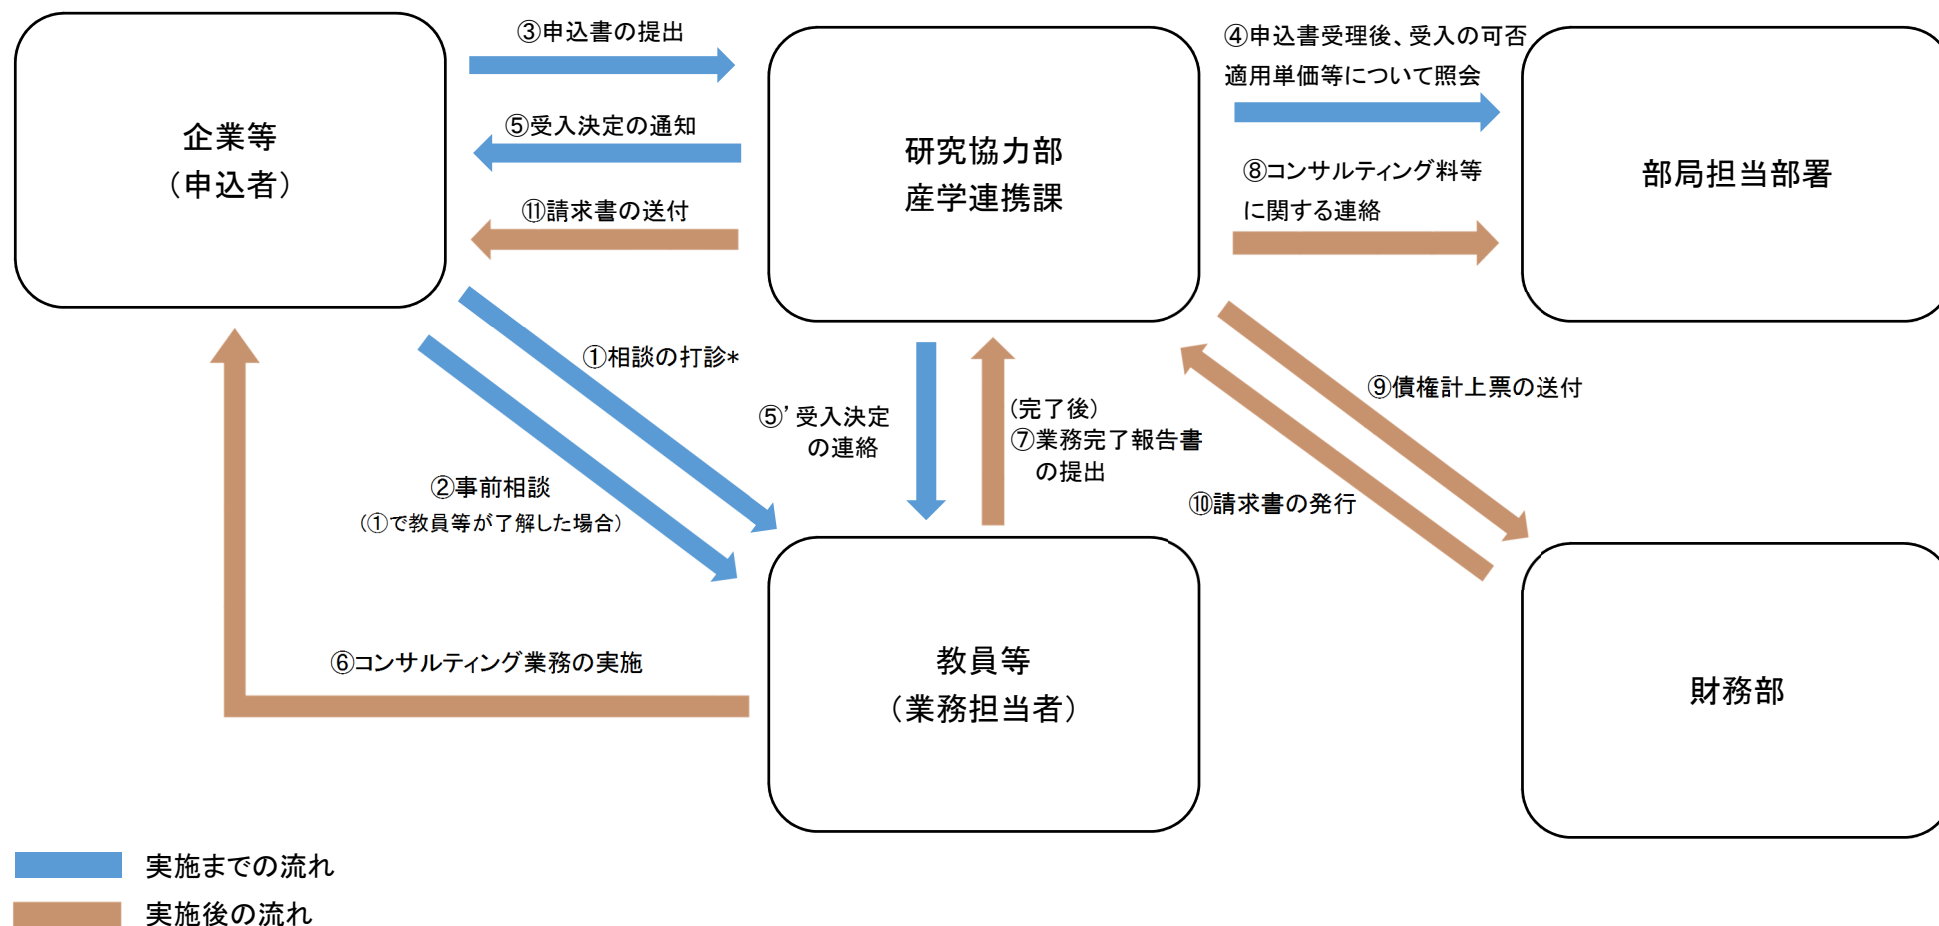 ③申込書の提出
④申込書受理後、受入の可否
適用単価等について照会
企業等
（申込者）
⑤受入決定の通知
研究協力部
産学連携課
⑧コンサルティング料等
に関する連絡
部局担当部署
⑪請求書の送付
①相談の打診*
⑤’受入決定
の連絡
(完了後)
⑦業務完了報告書
の提出
⑨債権計上票の送付
②事前相談
(①で教員等が了解した場合)
⑩請求書の発行
⑥コンサルティング業務の実施
教員等
（業務担当者）
財務部
実施までの流れ
実施後の流れ